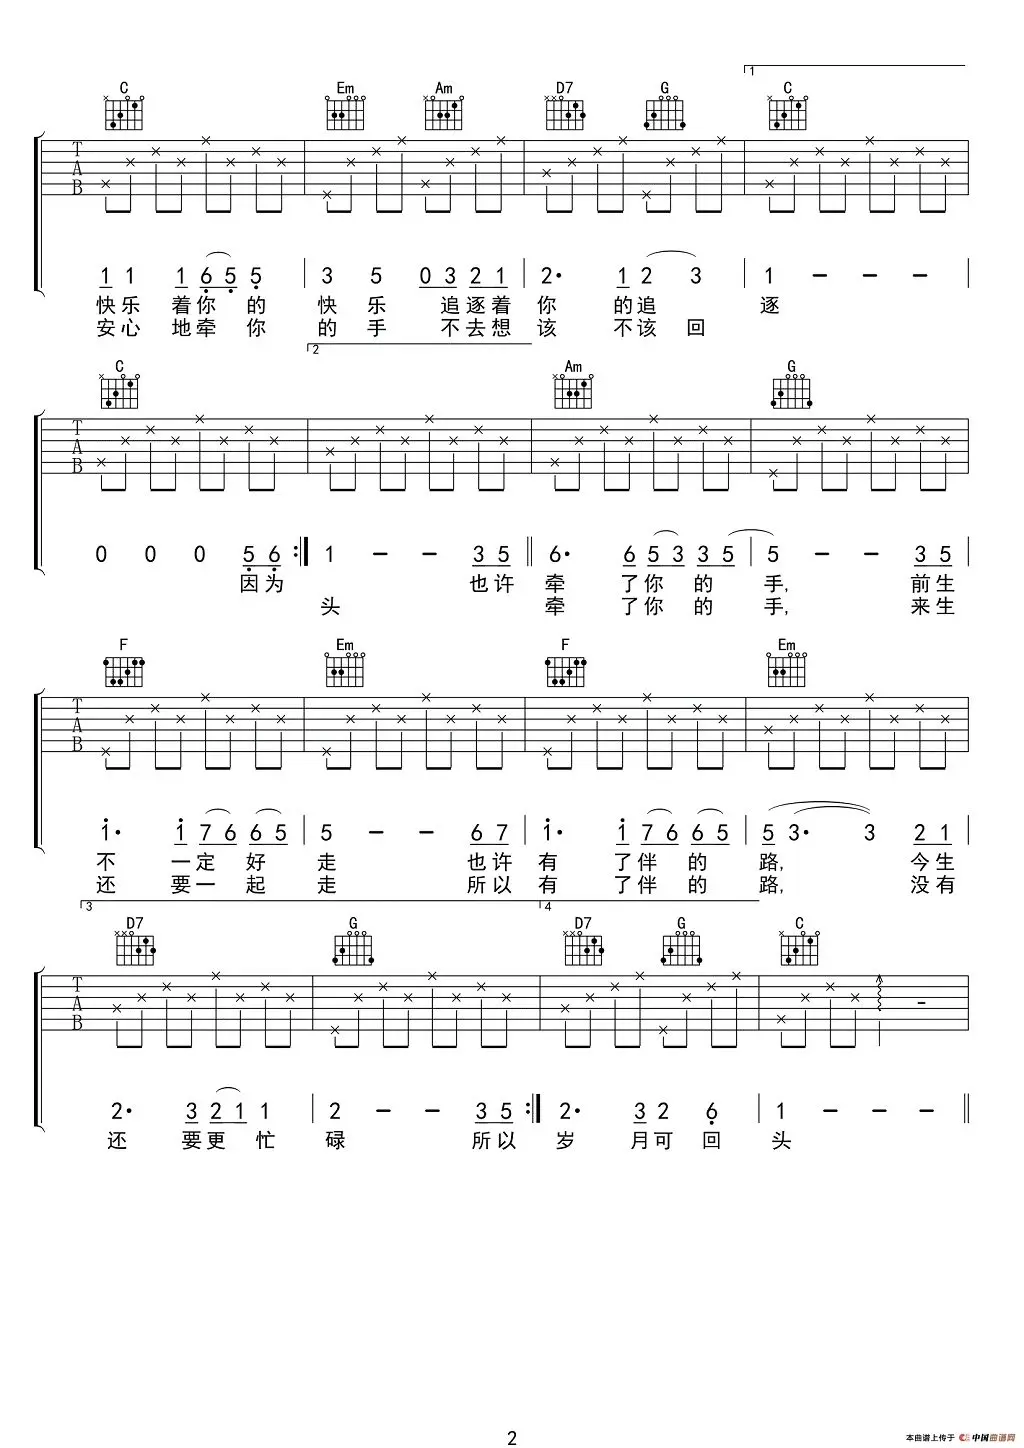 1
C Em Am D7 G C
T
A
B
1 1 1 6 5 5 | 3 5 0 3 2 1 | 2· 1 2 3 | 1 － － －
快乐 着你 的 快 乐 追逐着 你 的追 逐
安心 地牵 你 的 手 不去想 该 不该 回
2
C Am G
T
A
B
0 0 0 5 6 :| 1 － － 3 5 || 6· 6 5 3 3 5 | 5 － － 3 5 |
因为 也许 牵 了你 的 手, 前生
头 牵 了你 的 手, 来生
F Em F Em
T
A
B
1· 1 7 6 6 5 | 5 － － 6 7 | 1· 1 7 6 6 5 | 5 3· 3 2 1 |
不 一定 好 走 也许 有 了伴 的 路, 今生
还 要一 起 走 所以 有 了伴 的 路, 没有
3 4
D7 G D7 G C
T
A
B
2· 3 2 1 1 | 2 － － 3 5 :| 2· 3 2 6 | 1 － － － ||
还 要更 忙 碌 所以 岁 月可 回 头
2
本曲谱上传于 中国曲谱网